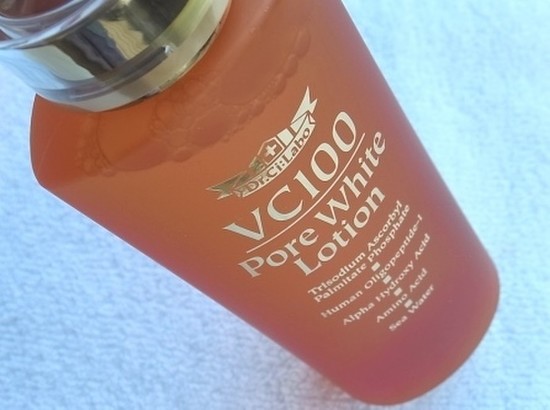 Dr.Ci:Labo
VC100
Pore White
Lotion
Trisodium Ascorbyl
Palmitate Phosphate
Human Oligopeptide-1
Alpha Hydroxy Acid
Amino Acid
Sea Water